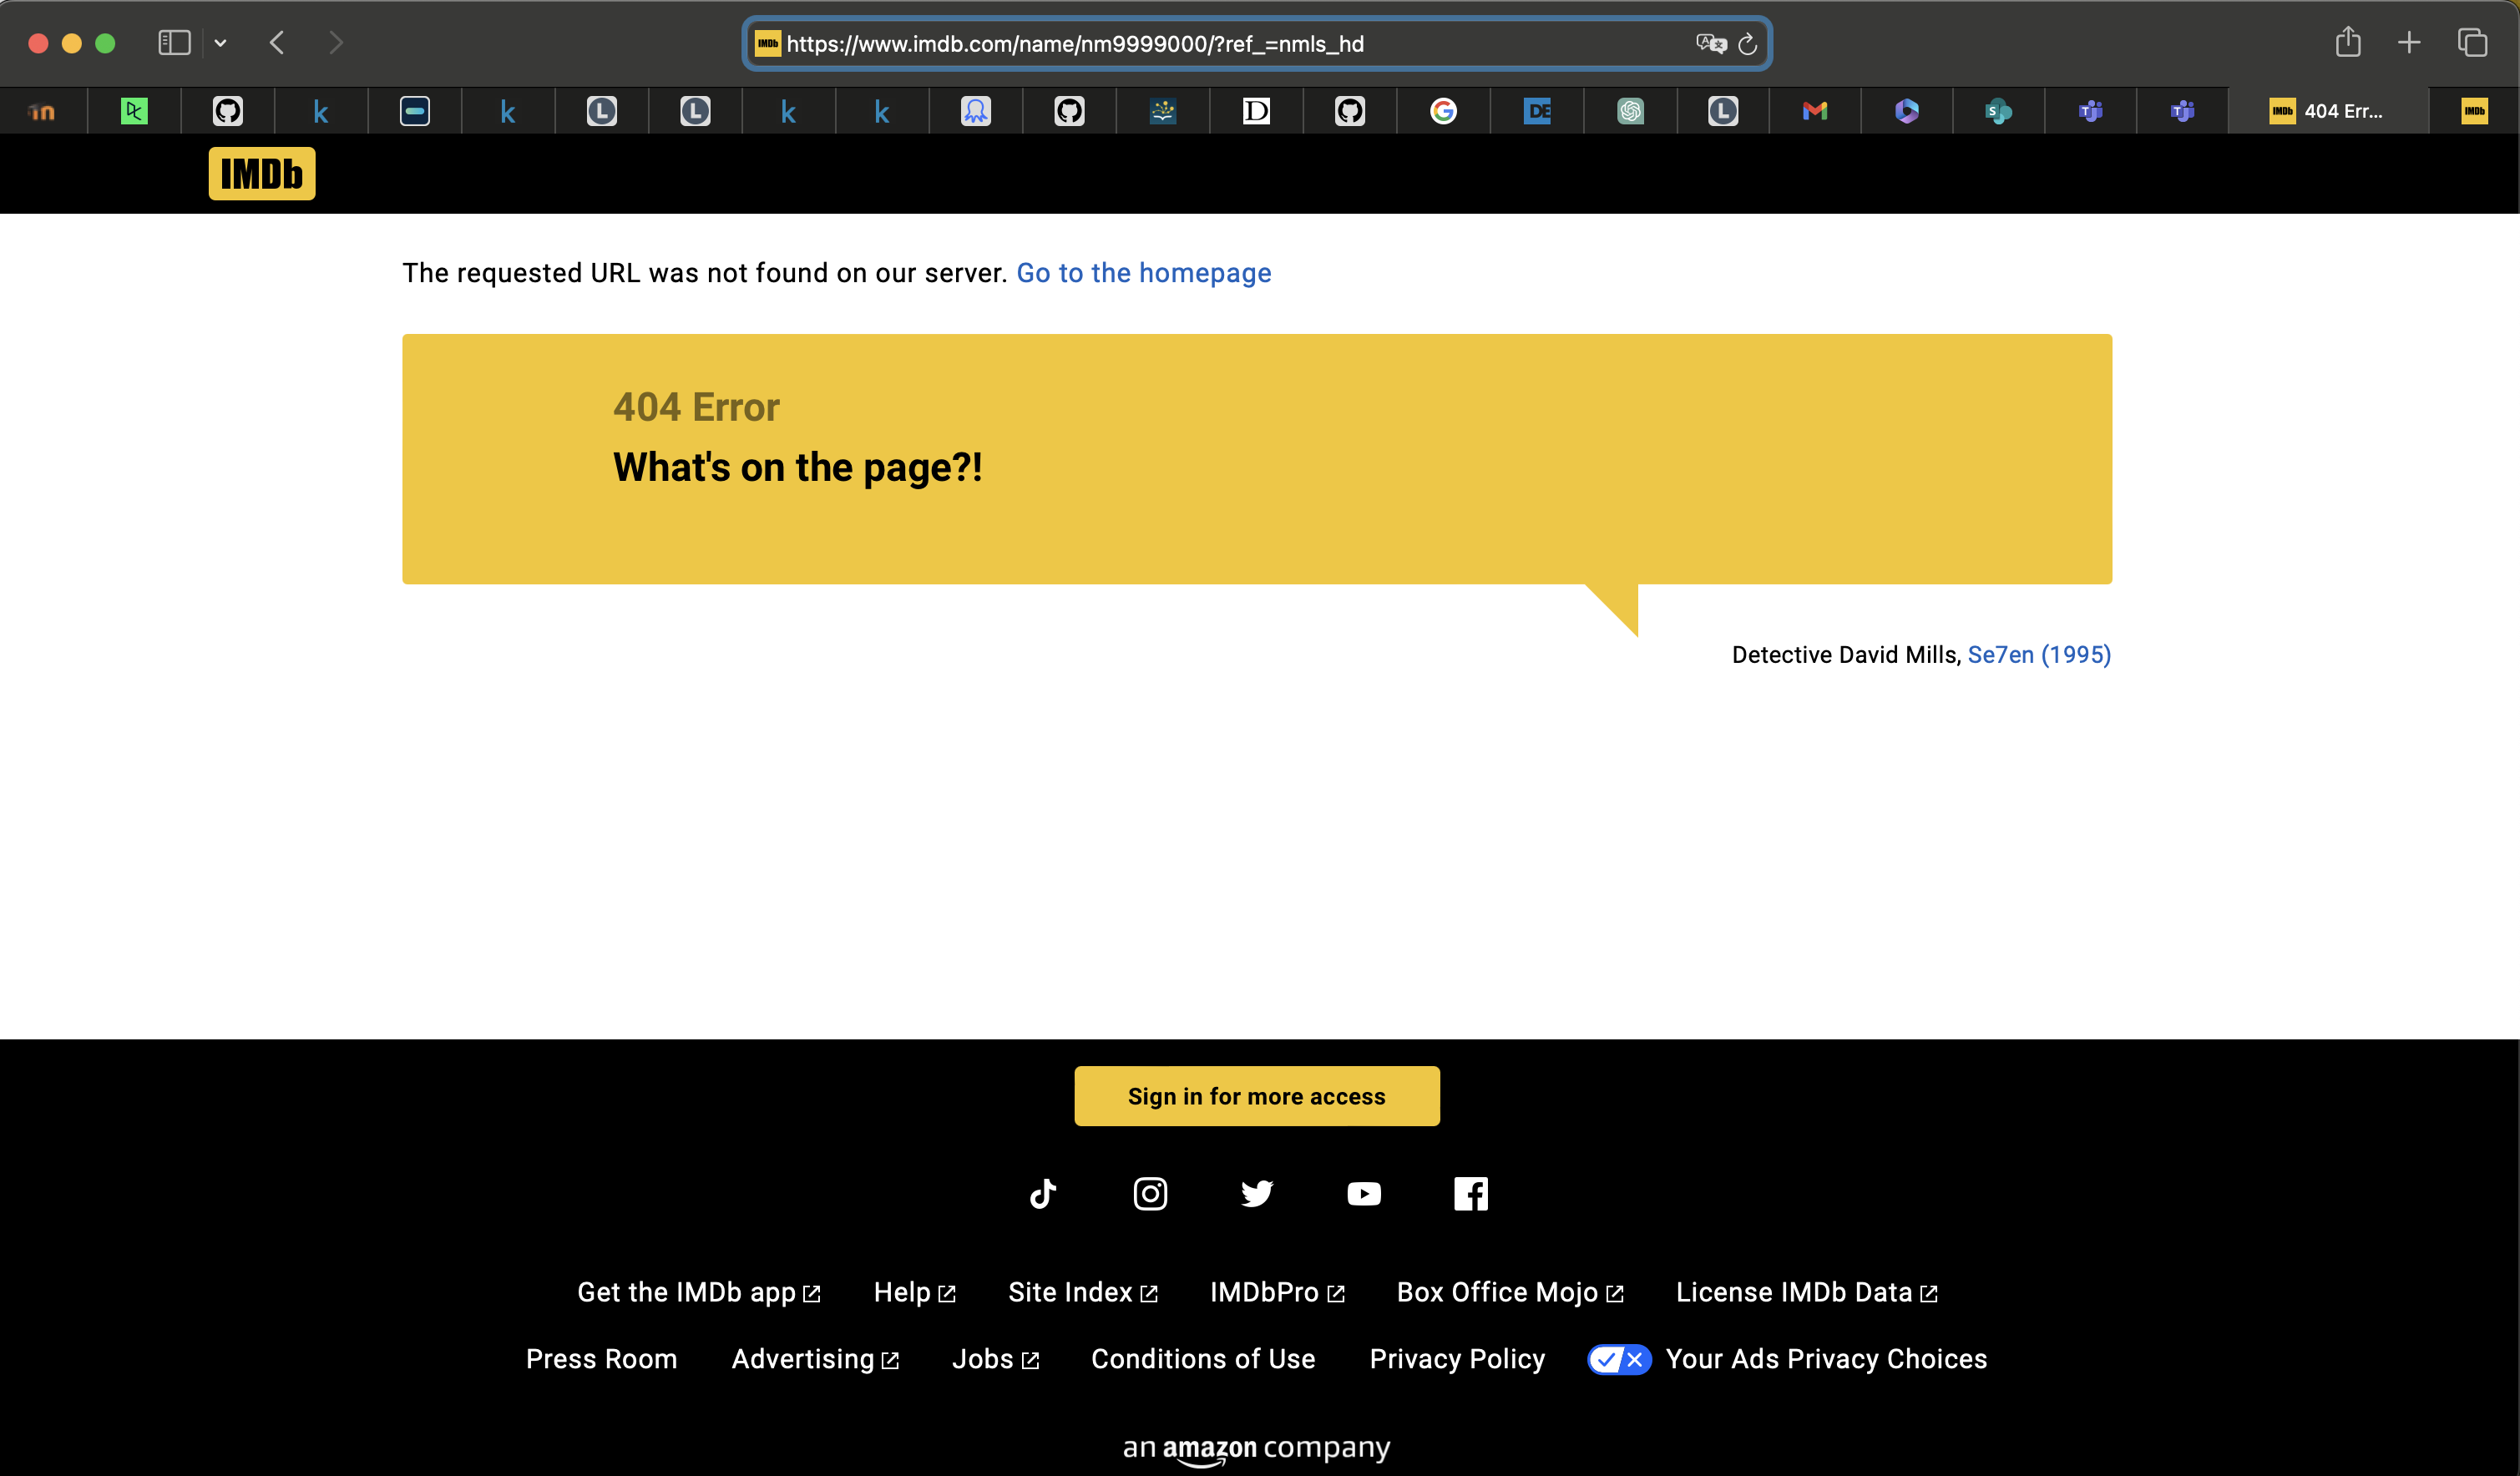 https://www.imdb.com/name/nm9999000/?ref_=nmls_hd
404 Err...
IMDb
The requested URL was not found on our server. Go to the homepage
404 Error
What's on the page?!
Detective David Mills, Se7en (1995)
Sign in for more access
Get the IMDb app Help Site Index IMDbPro Box Office Mojo License IMDb Data
Press Room Advertising Jobs Conditions of Use Privacy Policy Your Ads Privacy Choices
an amazon company